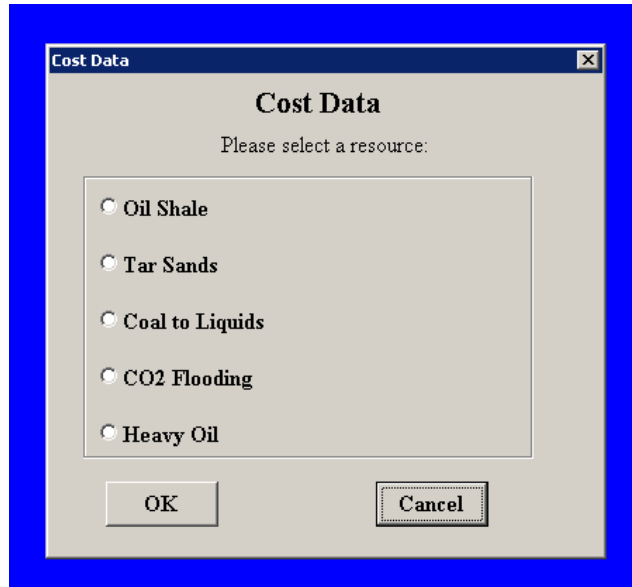 Cost Data
Cost Data
Please select a resource:
Oil Shale
Tar Sands
Coal to Liquids
CO2 Flooding
Heavy Oil
OK Cancel